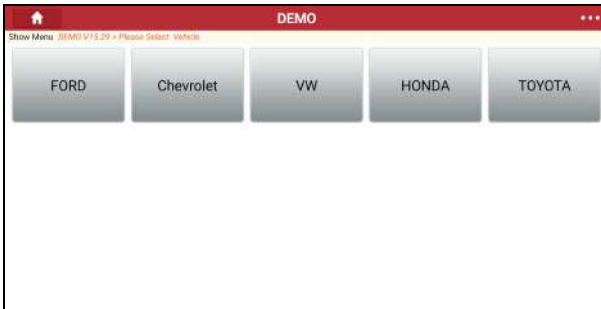 DEMO
Show Menu DEMO V15.29 > Please Select Vehicle
FORD Chevrolet VW HONDA TOYOTA